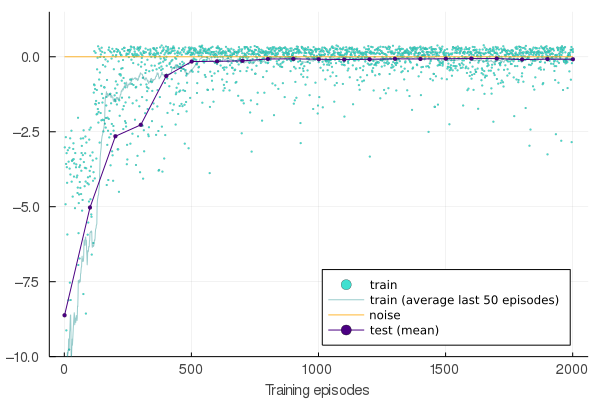 0.0
−2.5
−5.0
−7.5
−10.0
0
500
1000
1500
2000
Training episodes
train
train (average last 50 episodes)
noise
test (mean)